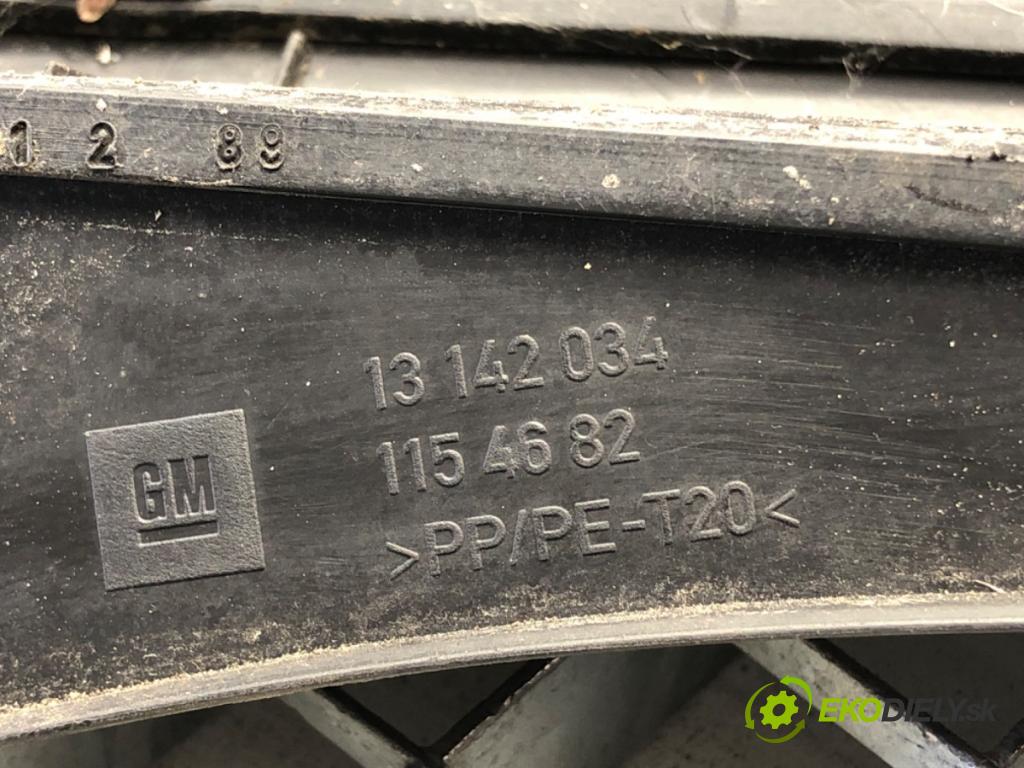 1 2 89
13 142 034
115 46 82
GM
>PP/PE-T20<
EKODIELY.sk